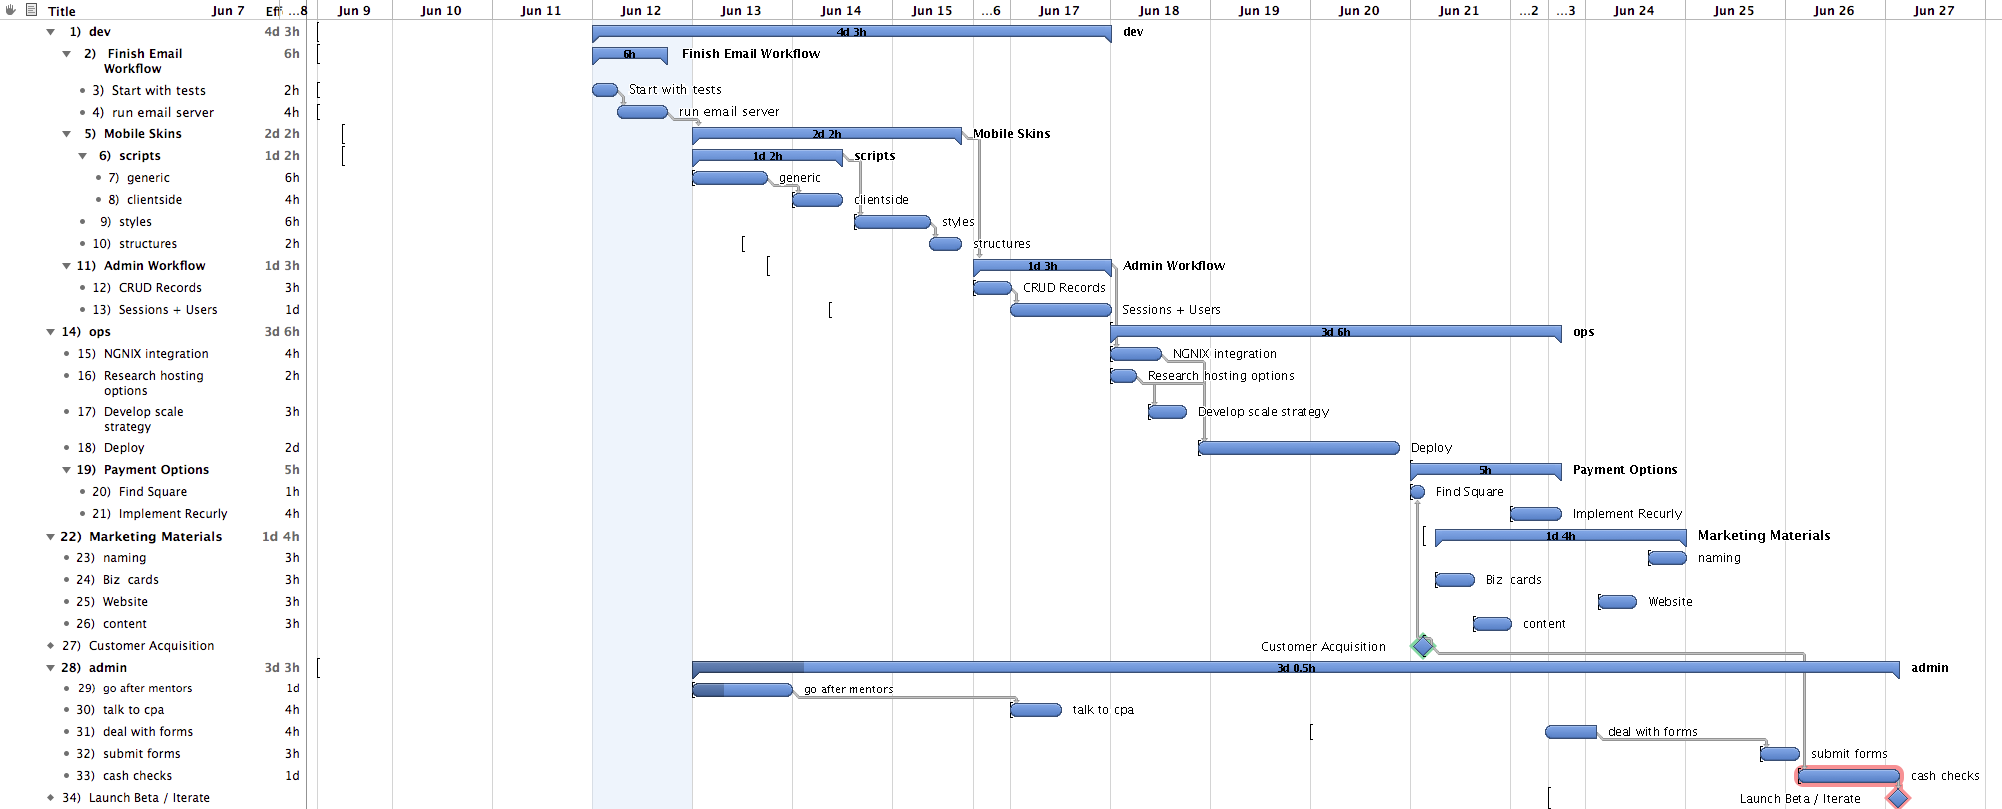 Title Jun 7 Eff ...8 Jun 9 Jun 10 Jun 11 Jun 12 Jun 13 Jun 14 Jun 15 ...6 Jun 17 Jun 18 Jun 19 Jun 20 Jun 21 ...2 ...3 Jun 24 Jun 25 Jun 26 Jun 27
1) dev 4d 3h 4d 3h dev
2) Finish Email 6h 6h Finish Email Workflow
Workflow
3) Start with tests 2h Start with tests
4) run email server 4h run email server
5) Mobile Skins 2d 2h 2d 2h Mobile Skins
6) scripts 1d 2h 1d 2h scripts
7) generic 6h generic
8) clientside 4h clientside
9) styles 6h styles
10) structures 2h structures
11) Admin Workflow 1d 3h 1d 3h Admin Workflow
12) CRUD Records 3h CRUD Records
13) Sessions + Users 1d Sessions + Users
14) ops 3d 6h 3d 6h ops
15) NGNIX integration 4h NGNIX integration
16) Research hosting 2h Research hosting options
options
17) Develop scale 3h Develop scale strategy
strategy
18) Deploy 2d Deploy
19) Payment Options 5h 5h Payment Options
20) Find Square 1h Find Square
21) Implement Recurly 4h Implement Recurly
22) Marketing Materials 1d 4h 1d 4h Marketing Materials
23) naming 3h naming
24) Biz cards 3h Biz cards
25) Website 3h Website
26) content 3h content
27) Customer Acquisition Customer Acquisition
28) admin 3d 3h 3d 0.5h admin
29) go after mentors 1d go after mentors
30) talk to cpa 4h talk to cpa
31) deal with forms 4h deal with forms
32) submit forms 3h submit forms
33) cash checks 1d cash checks
34) Launch Beta / Iterate Launch Beta / Iterate